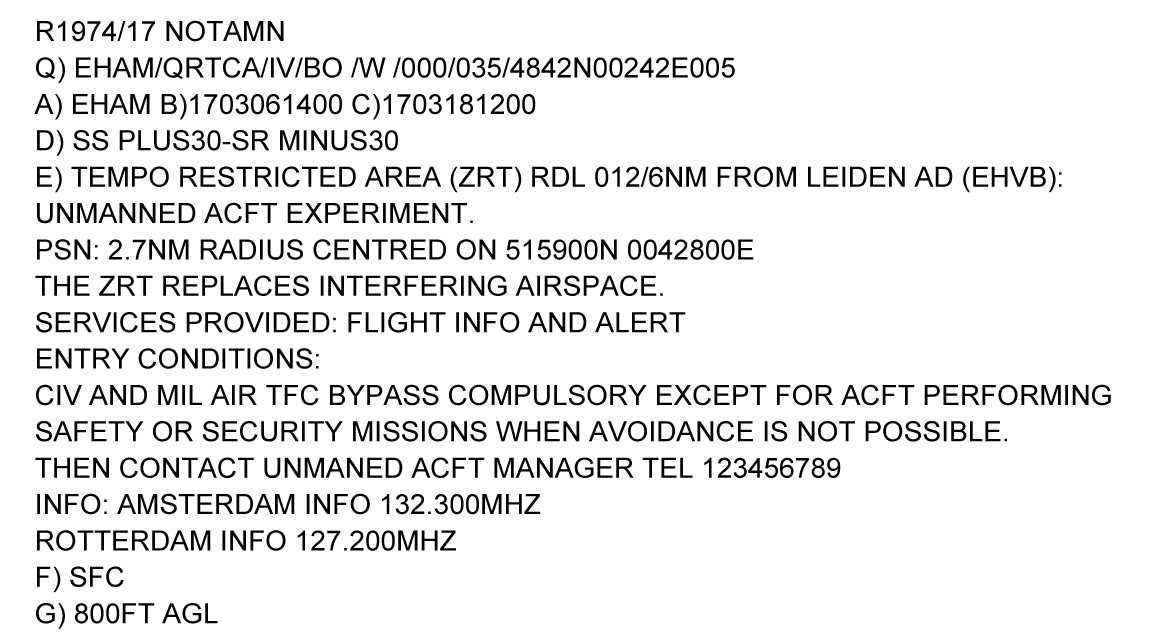 R1974/17 NOTAMN
Q) EHAM/QRTCA/IV/BO /W /000/035/4842N00242E005
A) EHAM B)1703061400 C)1703181200
D) SS PLUS30-SR MINUS30
E) TEMPO RESTRICTED AREA (ZRT) RDL 012/6NM FROM LEIDEN AD (EHVB):
UNMANNED ACFT EXPERIMENT.
PSN: 2.7NM RADIUS CENTRED ON 515900N 0042800E
THE ZRT REPLACES INTERFERING AIRSPACE.
SERVICES PROVIDED: FLIGHT INFO AND ALERT
ENTRY CONDITIONS:
CIV AND MIL AIR TFC BYPASS COMPULSORY EXCEPT FOR ACFT PERFORMING
SAFETY OR SECURITY MISSIONS WHEN AVOIDANCE IS NOT POSSIBLE.
THEN CONTACT UNMANED ACFT MANAGER TEL 123456789
INFO: AMSTERDAM INFO 132.300MHZ
ROTTERDAM INFO 127.200MHZ
F) SFC
G) 800FT AGL